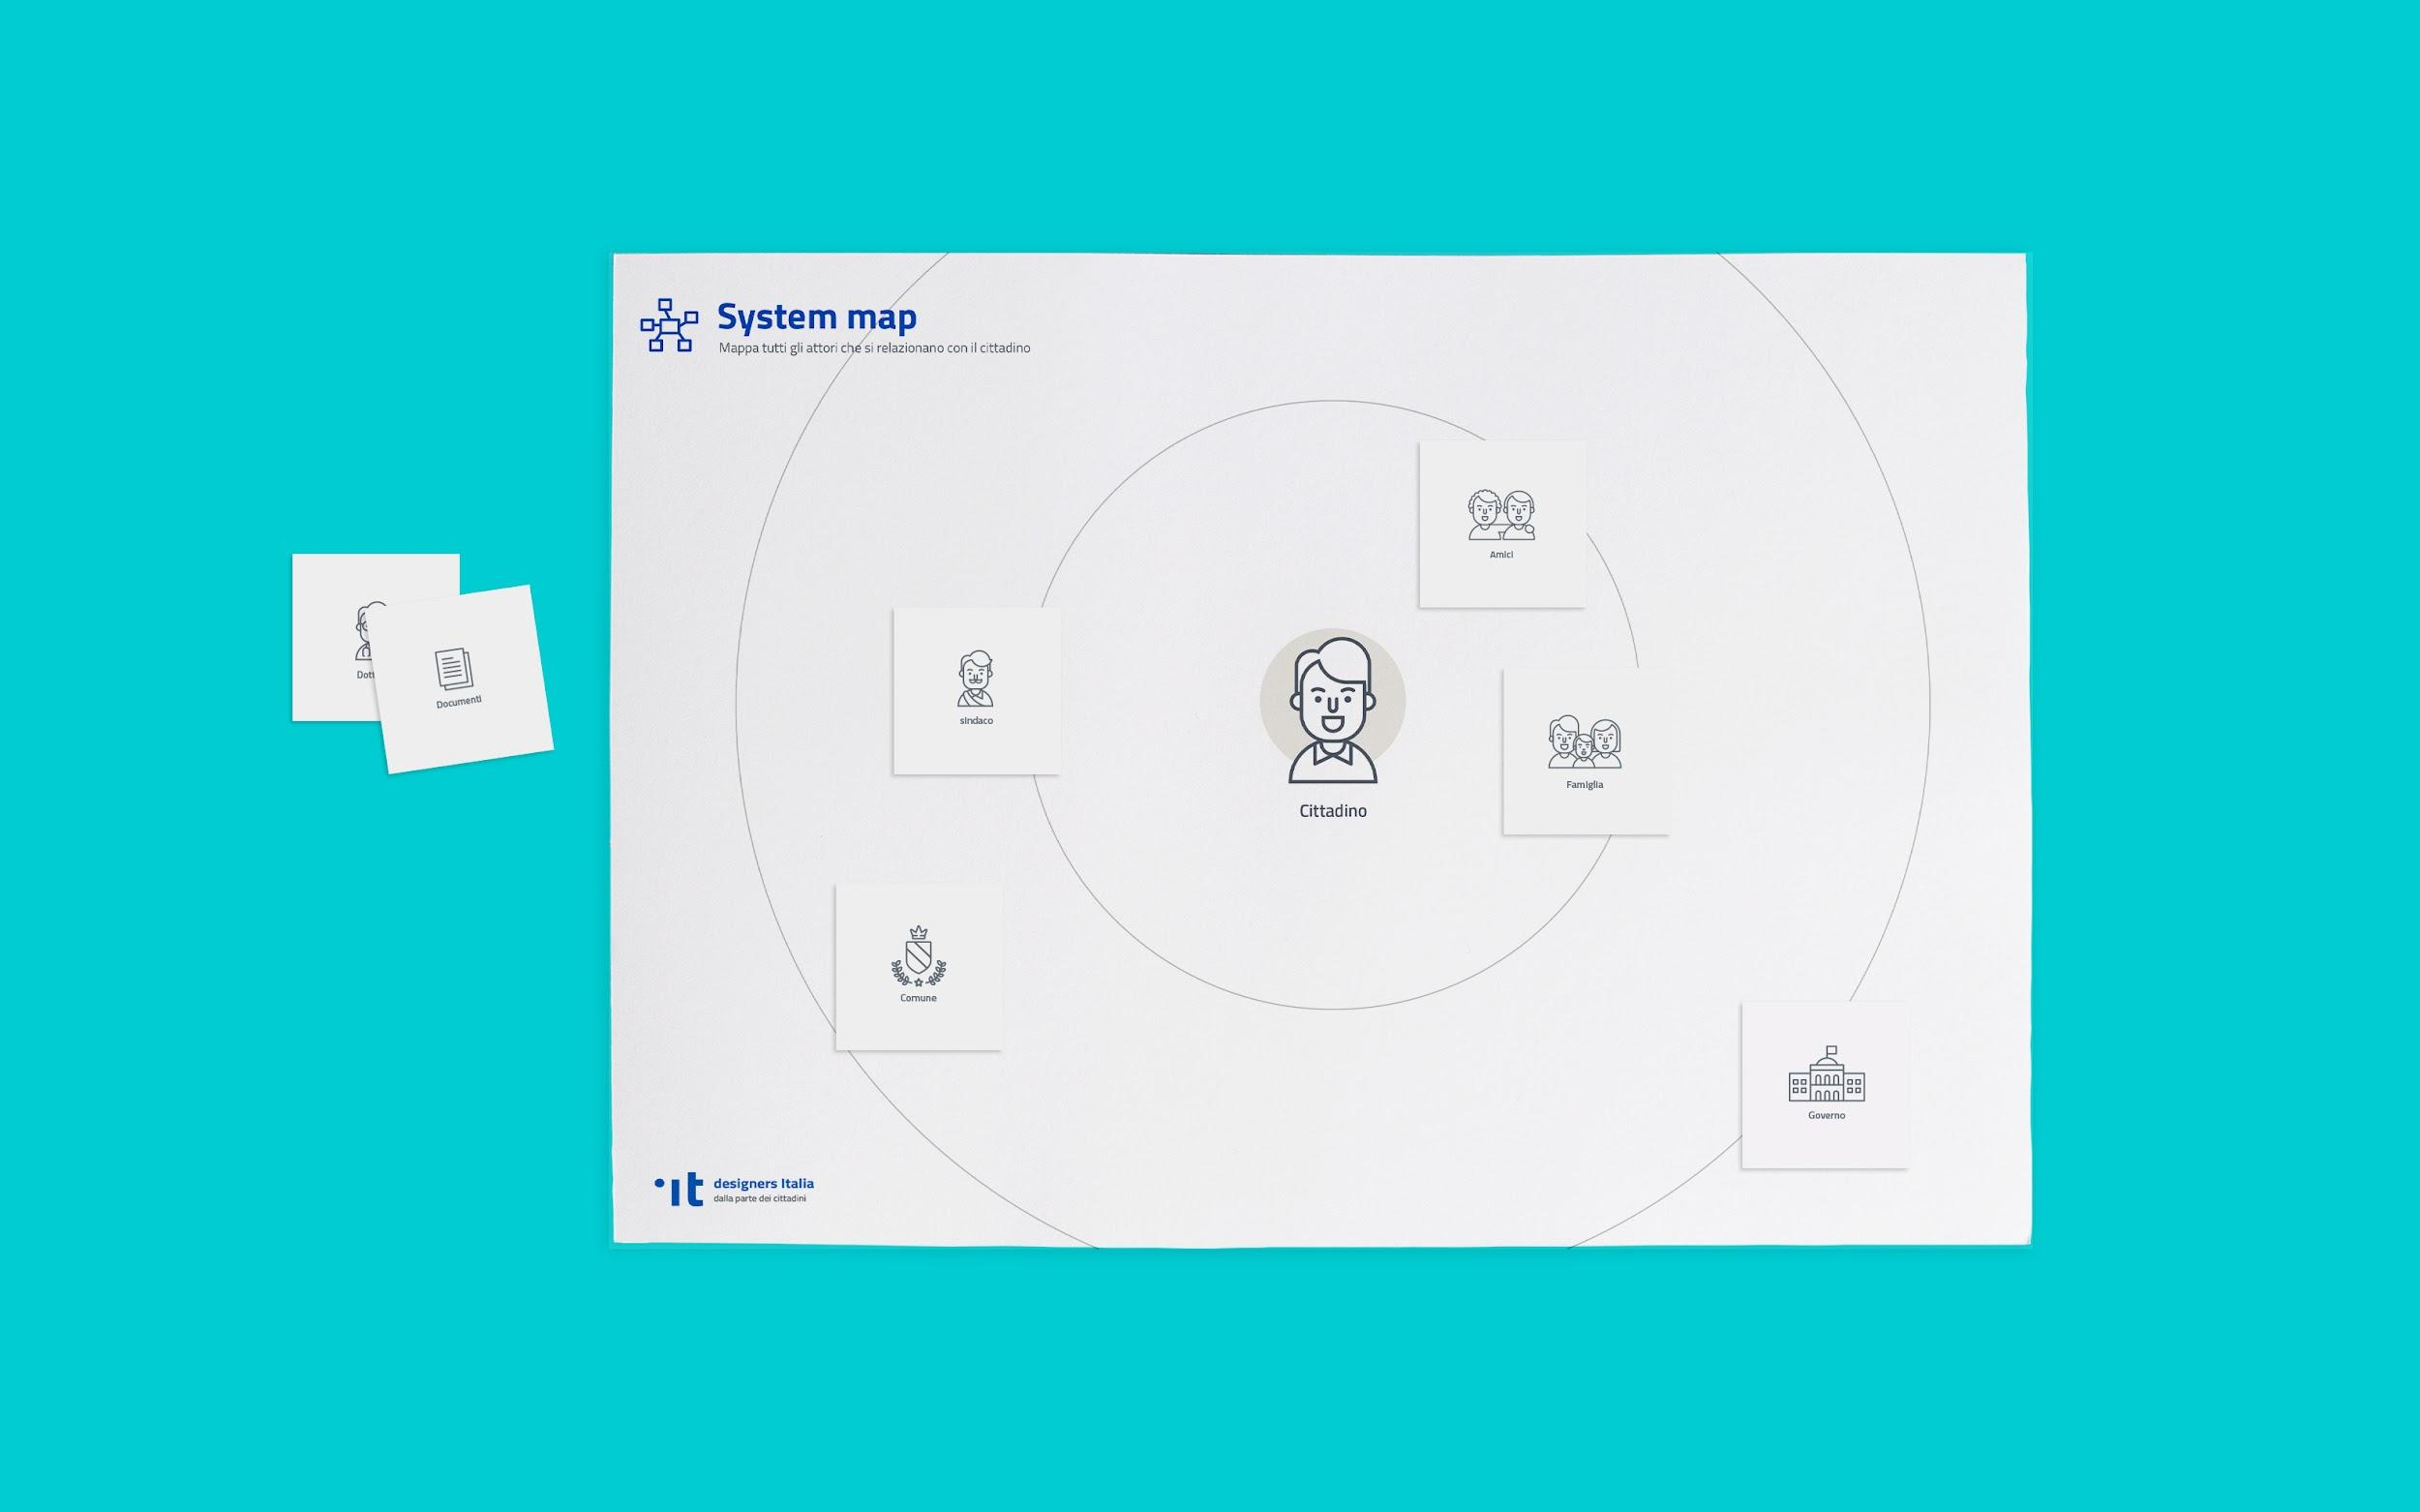 System map
Mappa tutti gli attori che si relazionano con il cittadino
Amici
sindaco
Documenti
Famiglia
Cittadino
Comune
Governo
designers Italia
dalla parte dei cittadini